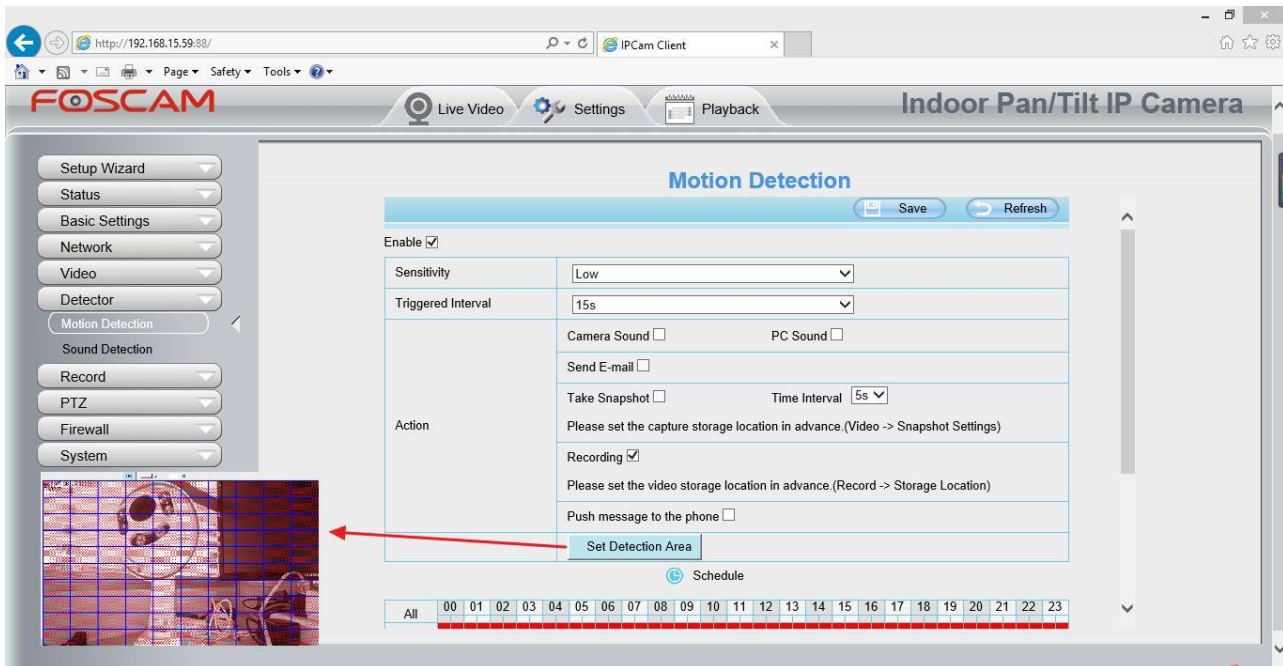 http://192.168.15.59:88/
IPCam Client
Page Safety Tools
FOSCAM
Live Video Settings Playback
Indoor Pan/Tilt IP Camera
Setup Wizard
Status
Basic Settings
Network
Video
Detector
Motion Detection
Sound Detection
Record
PTZ
Firewall
System
Motion Detection
Save Refresh
Enable
Sensitivity Low
Triggered Interval 15s
Action
Camera Sound PC Sound
Send E-mail
Take Snapshot Time Interval 5s
Please set the capture storage location in advance.(Video -> Snapshot Settings)
Recording
Please set the video storage location in advance.(Record -> Storage Location)
Push message to the phone
Set Detection Area
Schedule
All 00 01 02 03 04 05 06 07 08 09 10 11 12 13 14 15 16 17 18 19 20 21 22 23